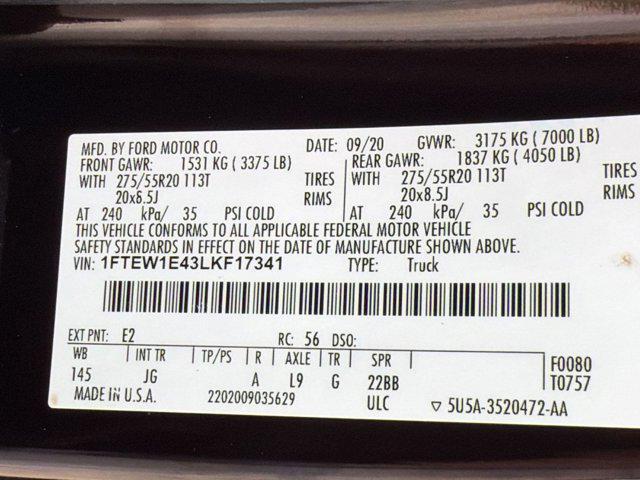 MFD. BY FORD MOTOR CO. DATE: 09/20 GVWR: 3175 KG ( 7000 LB)
FRONT GAWR: 1531 KG ( 3375 LB) REAR GAWR: 1837 KG ( 4050 LB)
WITH 275/55R20 113T TIRES WITH 275/55R20 113T TIRES
20x8.5J RIMS 20x8.5J RIMS
AT 240 kPa/ 35 PSI COLD AT 240 kPa/ 35 PSI COLD
THIS VEHICLE CONFORMS TO ALL APPLICABLE FEDERAL MOTOR VEHICLE
SAFETY STANDARDS IN EFFECT ON THE DATE OF MANUFACTURE SHOWN ABOVE.
VIN: 1FTEW1E43LKF17341 TYPE: Truck
EXT PNT: E2 RC: 56 DSO:
WB INT TR TP/PS R AXLE TR SPR F0080
145 JG A L9 G 22BB T0757
MADE IN U.S.A. 2202009035629 ULC ▽ 5U5A-3520472-AA